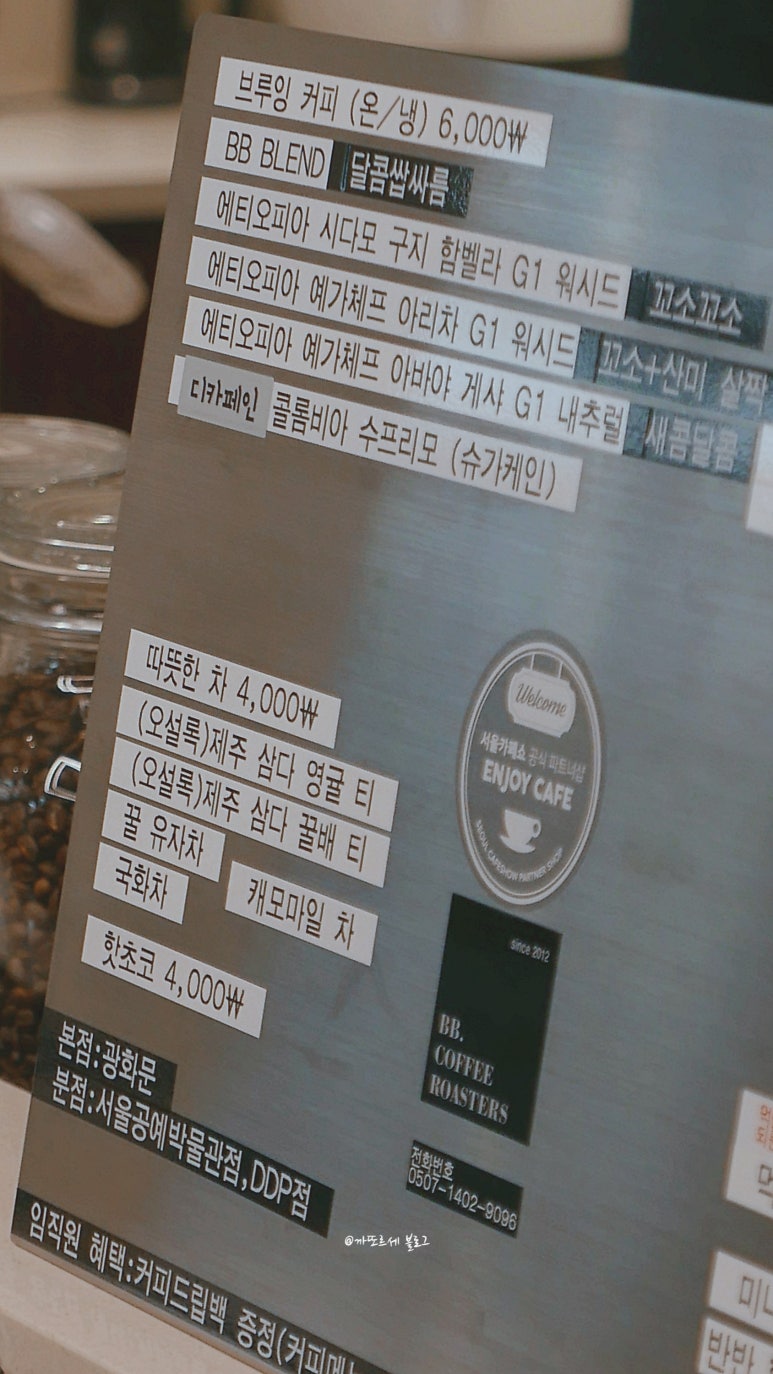 브루잉 커피 (온/냉) 6,000₩
BB BLEND 달콤쌉싸름
에티오피아 시다모 구지 함벨라 G1 워시드 꼬소꼬소
에티오피아 예가체프 아리차 G1 워시드 꼬소+산미 살짝
에티오피아 예가체프 아바야 게샤 G1 내추럴 새콤달콤
디카페인 콜롬비아 수프리모 (슈가케인)
따뜻한 차 4,000₩
(오설록)제주 삼다 영귤 티
(오설록)제주 삼다 꿀배 티
꿀 유자차
국화차 캐모마일 차
핫초코 4,000₩
본점:광화문
분점:서울공예박물관점,DDP점
임직원 혜택:커피드립백 증정(커피메
Welcome
서울카페쇼 공식 파트너샵
ENJOY CAFE
SEOUL CAFESHOW PARTNER SHOP
since 2012
BB.
COFFEE
ROASTERS
전화번호
0507-1402-9096
@까또르세 블로그
반반